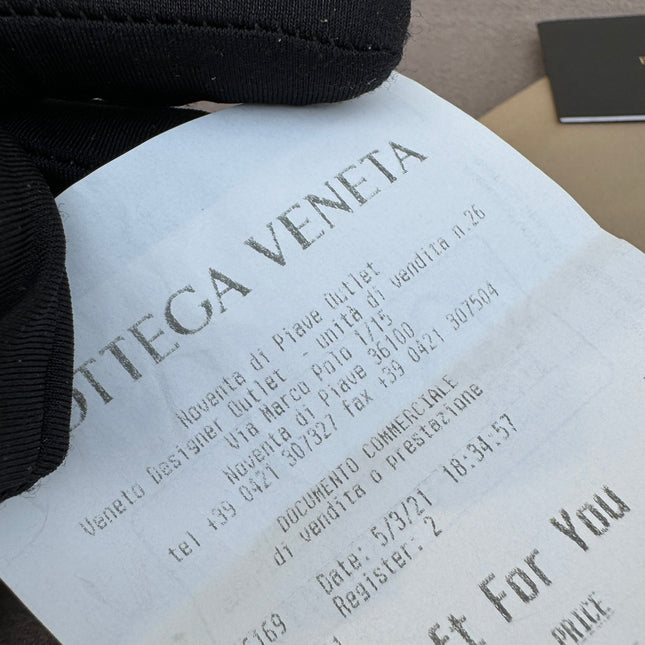 BOTTEGA VENETA
Noventa di Piave Outlet
Veneto Designer Outlet - unità di vendita n.26
Via Marco Polo 1/15
Noventa di Piave 36100
tel +39 0421 307327 fax +39 0421 307504
DOCUMENTO COMMERCIALE
di vendita o prestazione
169 Date: 5/3/21 18:34:57
Register: 2
For You
PRICE